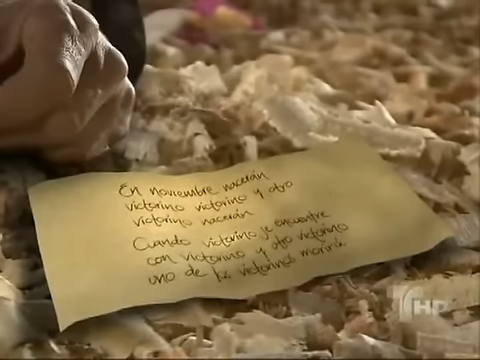 En noviembre nacerán
victorino victorino y otro
victorino nacerán
Cuando victorino se encuentre
con victorino y otro victorino
uno de los victorinos morirá
HD